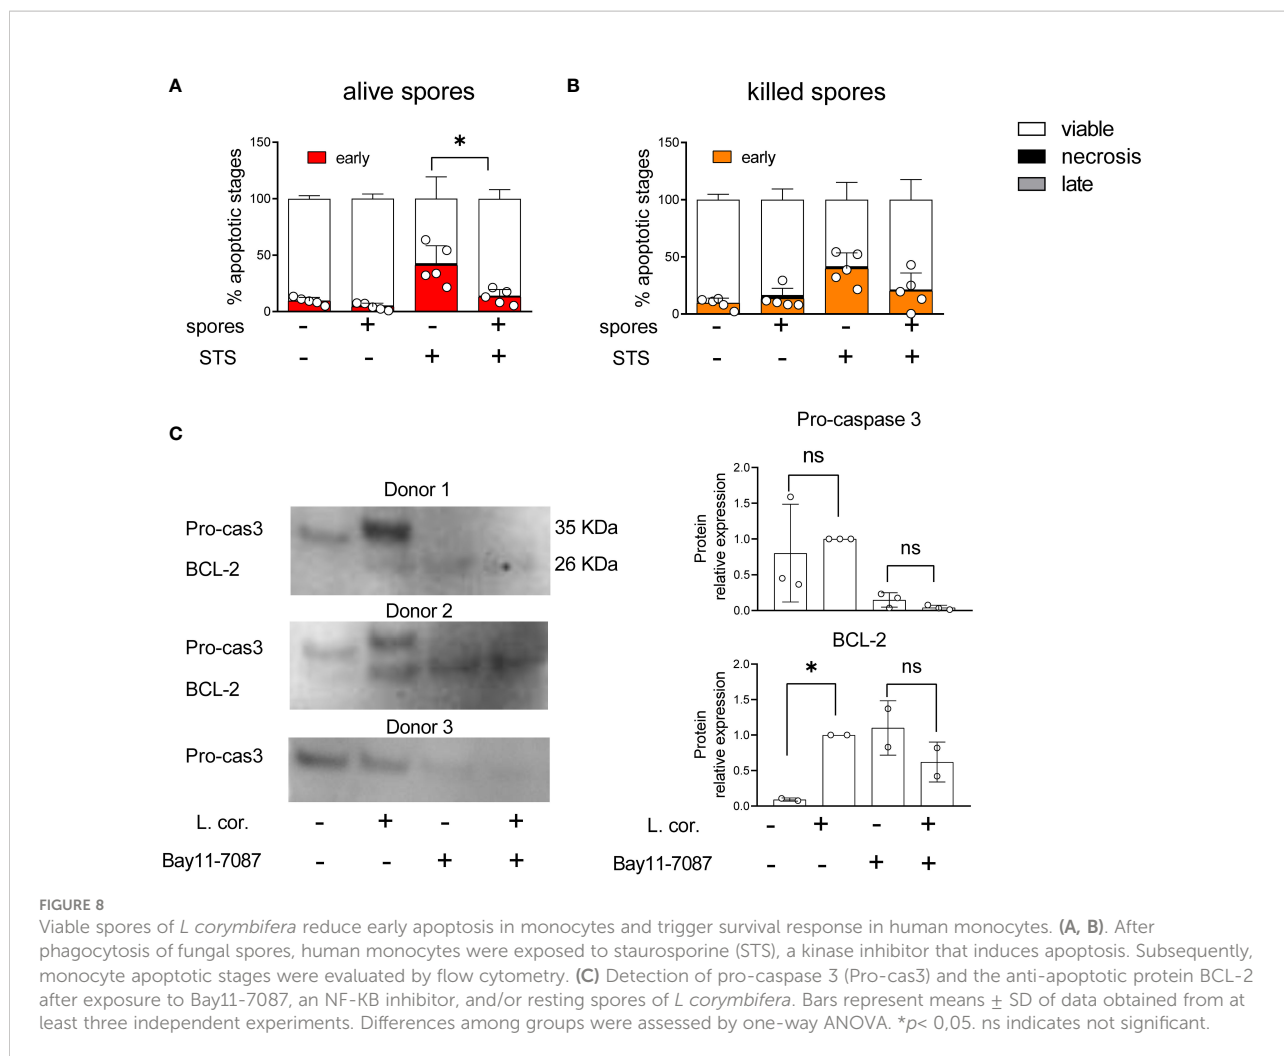 A
alive spores
150
100
50
0
% apoptotic stages
early
*
spores - + - +
STS - - + +
B
killed spores
150
100
50
0
% apoptotic stages
early
spores - + - +
STS - - + +
viable
necrosis
late
C
Donor 1
Pro-cas3
35 KDa
BCL-2
26 KDa
Donor 2
Pro-cas3
BCL-2
Donor 3
Pro-cas3
L. cor. - + - +
Bay11-7087 - - + +
Pro-caspase 3
2.0
1.5
1.0
0.5
0.0
Protein
relative expression
ns
ns
BCL-2
2.0
1.5
1.0
0.5
0.0
Protein
relative expression
*
ns
L. cor. - + - +
Bay11-7087 - - + +
FIGURE 8
Viable spores of L corymbifera reduce early apoptosis in monocytes and trigger survival response in human monocytes. (A, B). After
phagocytosis of fungal spores, human monocytes were exposed to staurosporine (STS), a kinase inhibitor that induces apoptosis. Subsequently,
monocyte apoptotic stages were evaluated by flow cytometry. (C) Detection of pro-caspase 3 (Pro-cas3) and the anti-apoptotic protein BCL-2
after exposure to Bay11-7087, an NF-KB inhibitor, and/or resting spores of L corymbifera. Bars represent means ± SD of data obtained from at
least three independent experiments. Differences among groups were assessed by one-way ANOVA. *p< 0,05. ns indicates not significant.